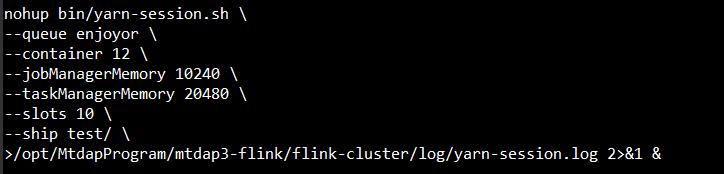 nohup bin/yarn-session.sh \
--queue enjoyor \
--container 12 \
--jobManagerMemory 10240 \
--taskManagerMemory 20480 \
--slots 10 \
--ship test/ \
>/opt/MtdapProgram/mtdap3-flink/flink-cluster/log/yarn-session.log 2>&1 &